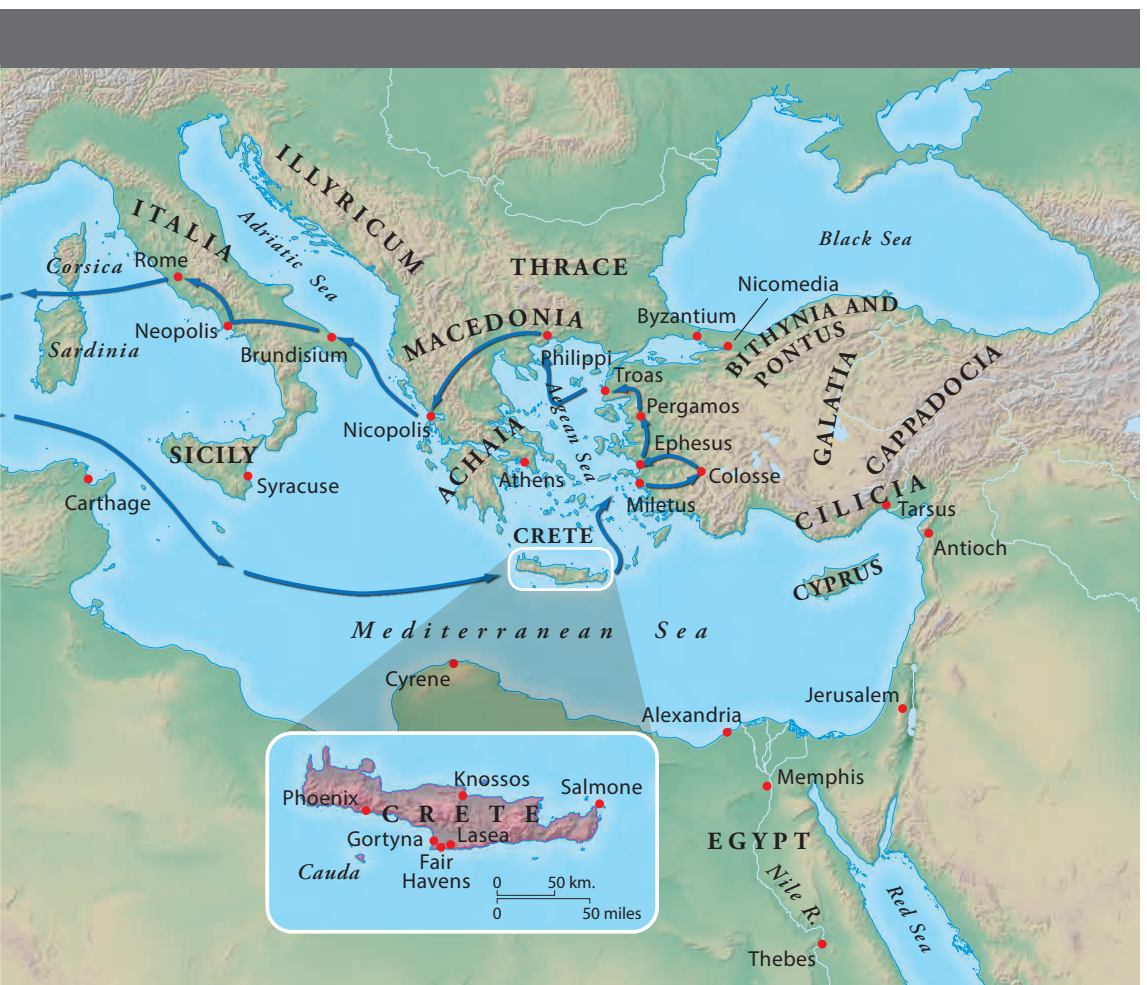 ILLYRICUM
ITALIA
Adriatic Sea
Black Sea
Corsica
Rome
THRACE
Nicomedia
Neopolis
Byzantium
BITHYNIA AND
PONTUS
MACEDONIA
Sardinia
Brundisium
Philippi
Troas
GALATIA
CAPPADOCIA
Aegean Sea
Pergamos
Nicopolis
Ephesus
SICILY
ACHAIA
Athens
Colosse
Syracuse
Carthage
Miletus
CILICIA
Tarsus
CRETE
Antioch
CYPRUS
Mediterranean Sea
Cyrene
Jerusalem
Alexandria
Memphis
EGYPT
Nile R.
Red Sea
Thebes
Knossos
Salmone
Phoenix
CRETE
Gortyna
Lasea
Fair
Havens
Cauda
0 50 km.
0 50 miles